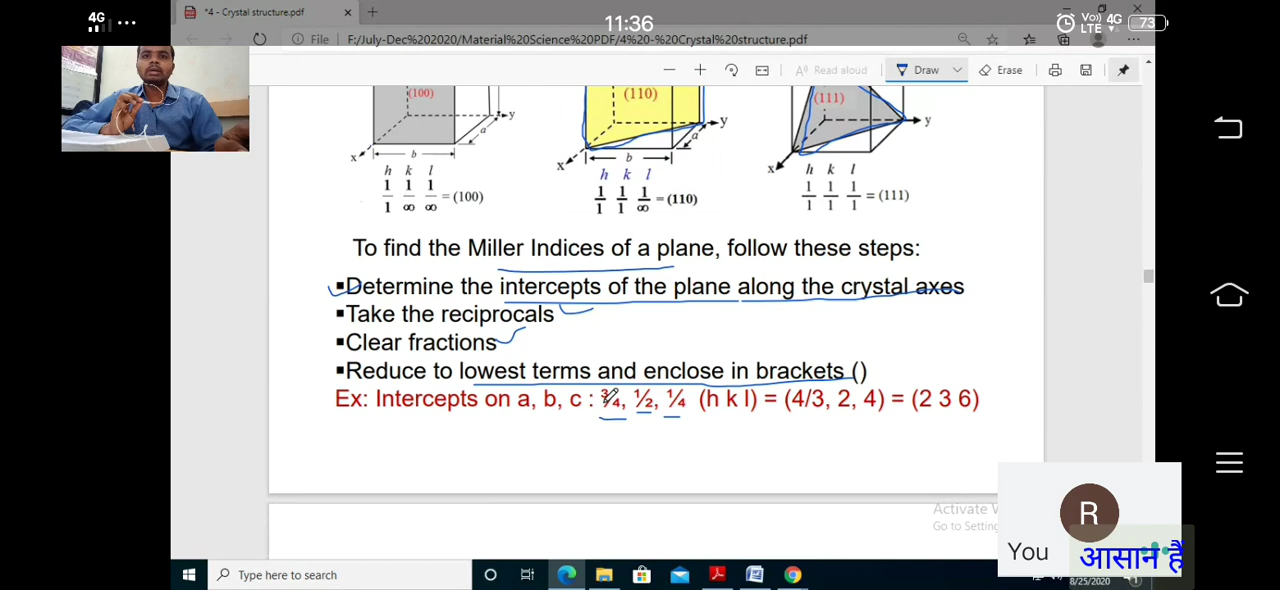 4G ... 11:36 Vo) LTE 4G 73
*4 - Crystal structure.pdf
File F:/July-Dec%202020/Material%20Science%20PDF/4%20-%20Crystal%20structure.pdf
Read aloud Draw Erase
(100) (110) (111)
y y y
a a
x b x b x
h k l h k l h k l
1/1 1/∞ 1/∞ = (100) 1/1 1/1 1/∞ = (110) 1/1 1/1 1/1 = (111)
To find the Miller Indices of a plane, follow these steps:
▪Determine the intercepts of the plane along the crystal axes
▪Take the reciprocals
▪Clear fractions
▪Reduce to lowest terms and enclose in brackets ()
Ex: Intercepts on a, b, c : ¾, ½, ¼ (h k l) = (4/3, 2, 4) = (2 3 6)
Activate
Go to Setting
R
You
आसान हैं
Type here to search
8/25/2020